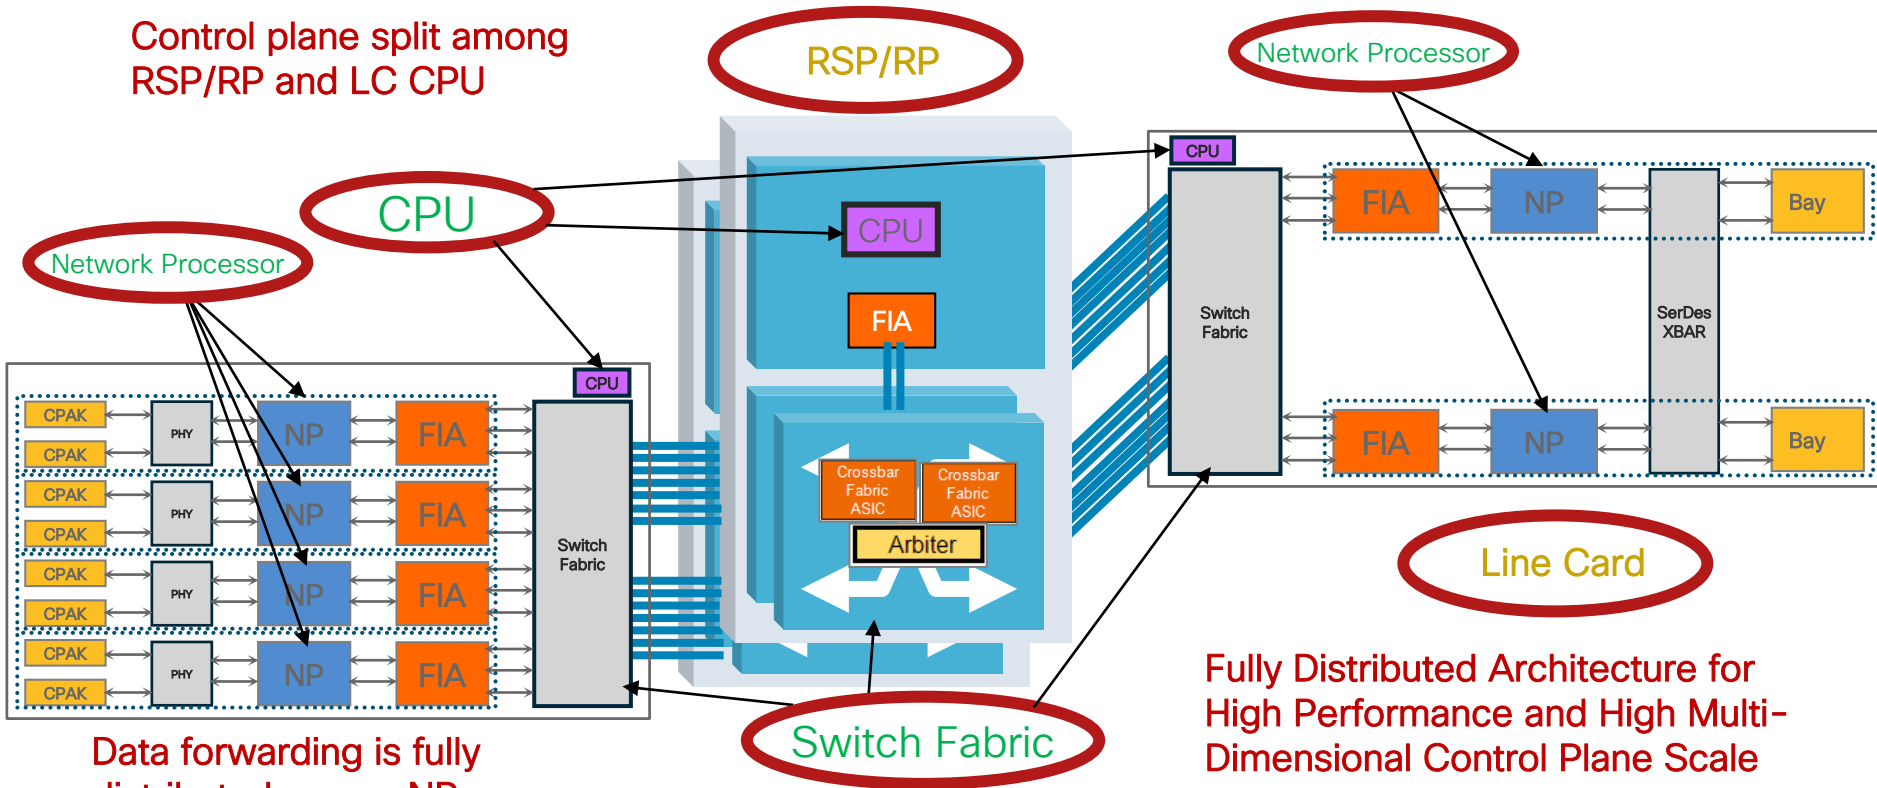 Control plane split among
RSP/RP and LC CPU
RSP/RP
Network Processor
CPU
Network Processor
CPU
FIA
Crossbar
Fabric
ASIC
Crossbar
Fabric
ASIC
Arbiter
CPU
Switch
Fabric
FIA
NP
SerDes
XBAR
Bay
FIA
NP
Bay
CPU
CPAK
CPAK
PHY
NP
FIA
CPAK
CPAK
PHY
NP
FIA
CPAK
CPAK
PHY
NP
FIA
CPAK
CPAK
PHY
NP
FIA
Switch
Fabric
Line Card
Switch Fabric
Fully Distributed Architecture for
High Performance and High Multi-
Dimensional Control Plane Scale
Data forwarding is fully